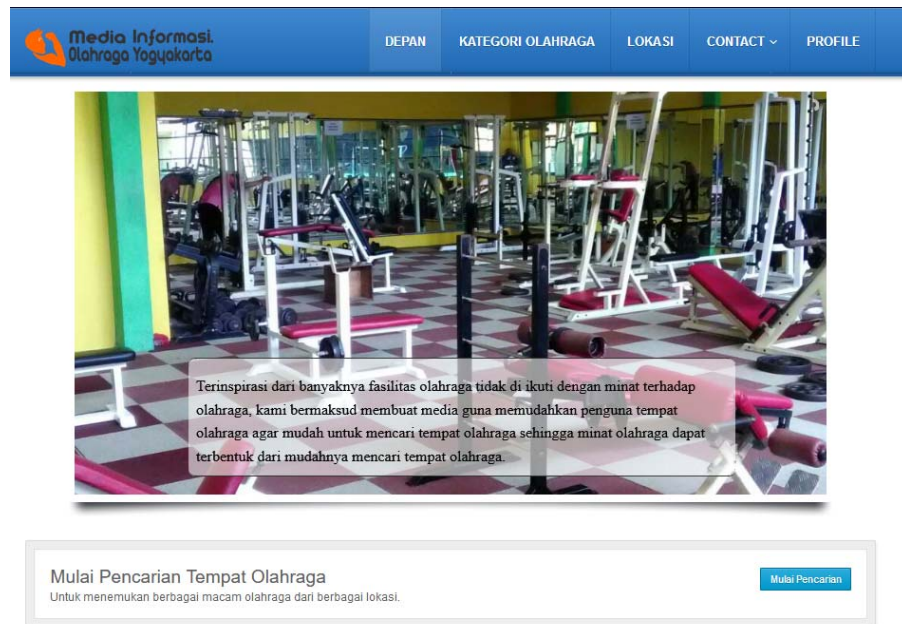 Media Informasi.
Olahraga Yogyakarta
DEPAN KATEGORI OLAHRAGA LOKASI CONTACT PROFILE
Terinspirasi dari banyaknya fasilitas olahraga tidak di ikuti dengan minat terhadap
olahraga, kami bermaksud membuat media guna memudahkan penguna tempat
olahraga agar mudah untuk mencari tempat olahraga sehingga minat olahraga dapat
terbentuk dari mudahnya mencari tempat olahraga.
Mulai Pencarian Tempat Olahraga
Untuk menemukan berbagai macam olahraga dari berbagai lokasi.
Mulai Pencarian